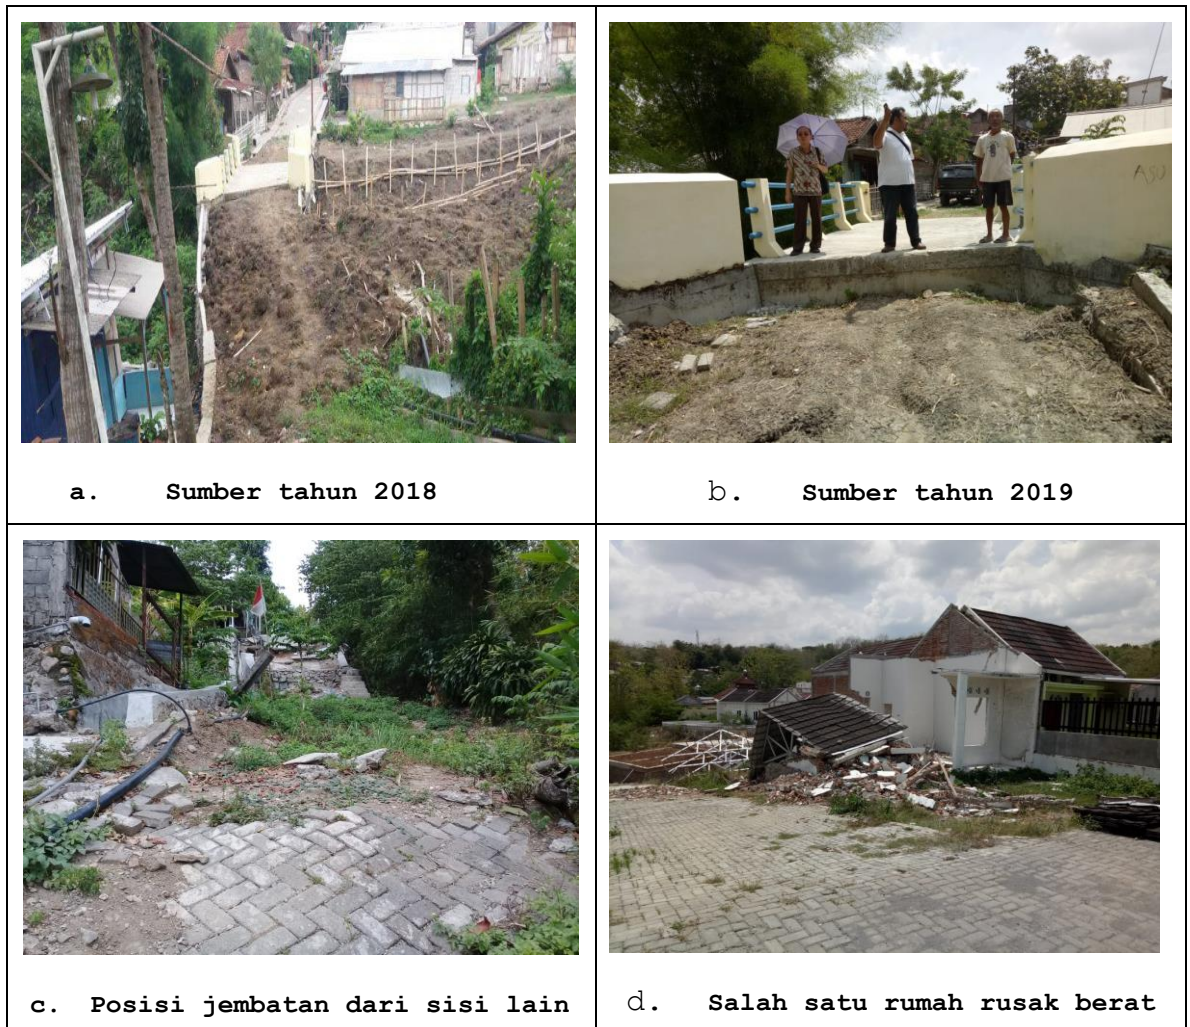 a. Sumber tahun 2018
b. Sumber tahun 2019
c. Posisi jembatan dari sisi lain
d. Salah satu rumah rusak berat